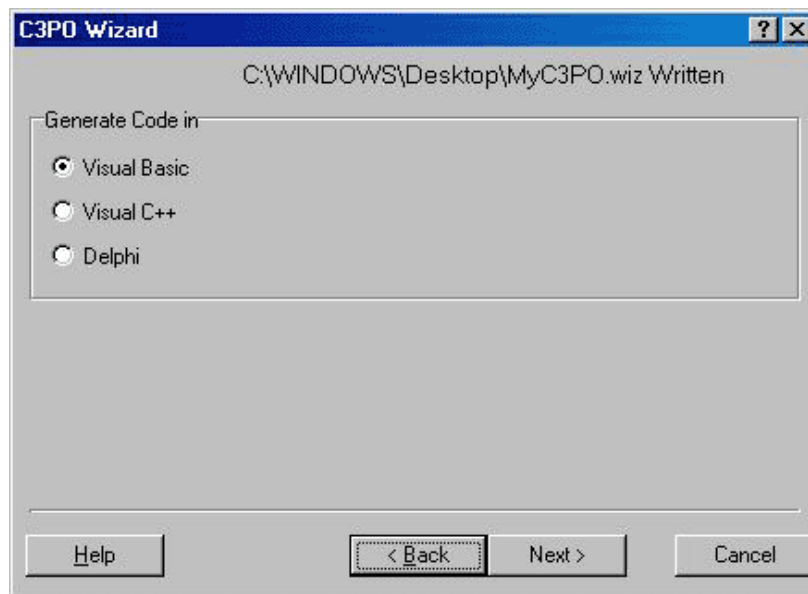 C3PO Wizard
C:\WINDOWS\Desktop\MyC3PO.wiz Written
Generate Code in
Visual Basic
Visual C++
Delphi
Help
< Back
Next >
Cancel